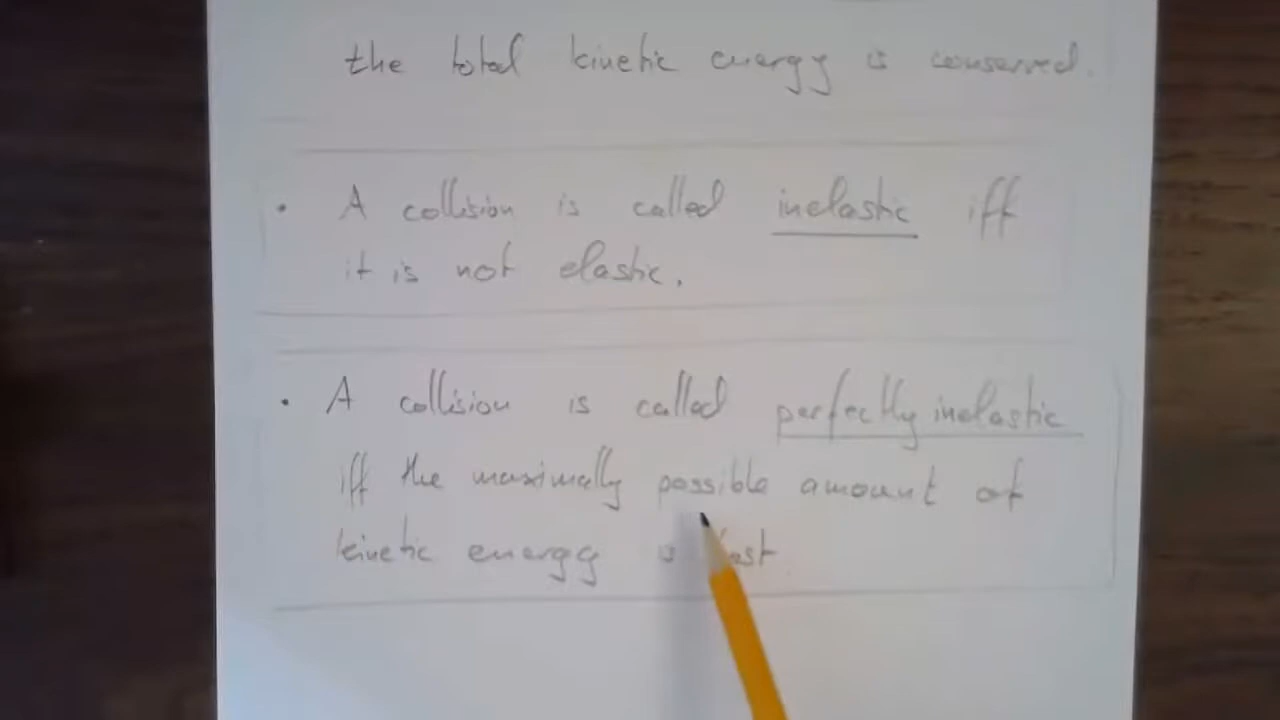 the total kinetic energy is conserved.
• A collision is called inelastic iff
it is not elastic.
• A collision is called perfectly inelastic
iff the maximally possible amount of
kinetic energy is lost